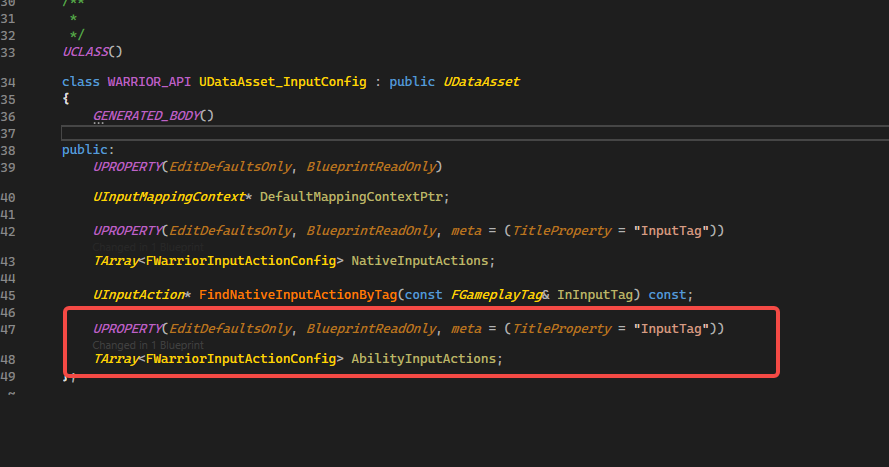 30 /**
31 *
32 */
33 UCLASS()
34 class WARRIOR_API UDataAsset_InputConfig : public UDataAsset
35 {
36 GENERATED_BODY()
37
38 public:
39 UPROPERTY(EditDefaultsOnly, BlueprintReadOnly)
40 UInputMappingContext* DefaultMappingContextPtr;
41
42 UPROPERTY(EditDefaultsOnly, BlueprintReadOnly, meta = (TitleProperty = "InputTag"))
Changed in 1 Blueprint
43 TArray<FWarriorInputActionConfig> NativeInputActions;
44
45 UInputAction* FindNativeInputActionByTag(const FGameplayTag& InInputTag) const;
46
47 UPROPERTY(EditDefaultsOnly, BlueprintReadOnly, meta = (TitleProperty = "InputTag"))
Changed in 1 Blueprint
48 TArray<FWarriorInputActionConfig> AbilityInputActions;
49 };
~